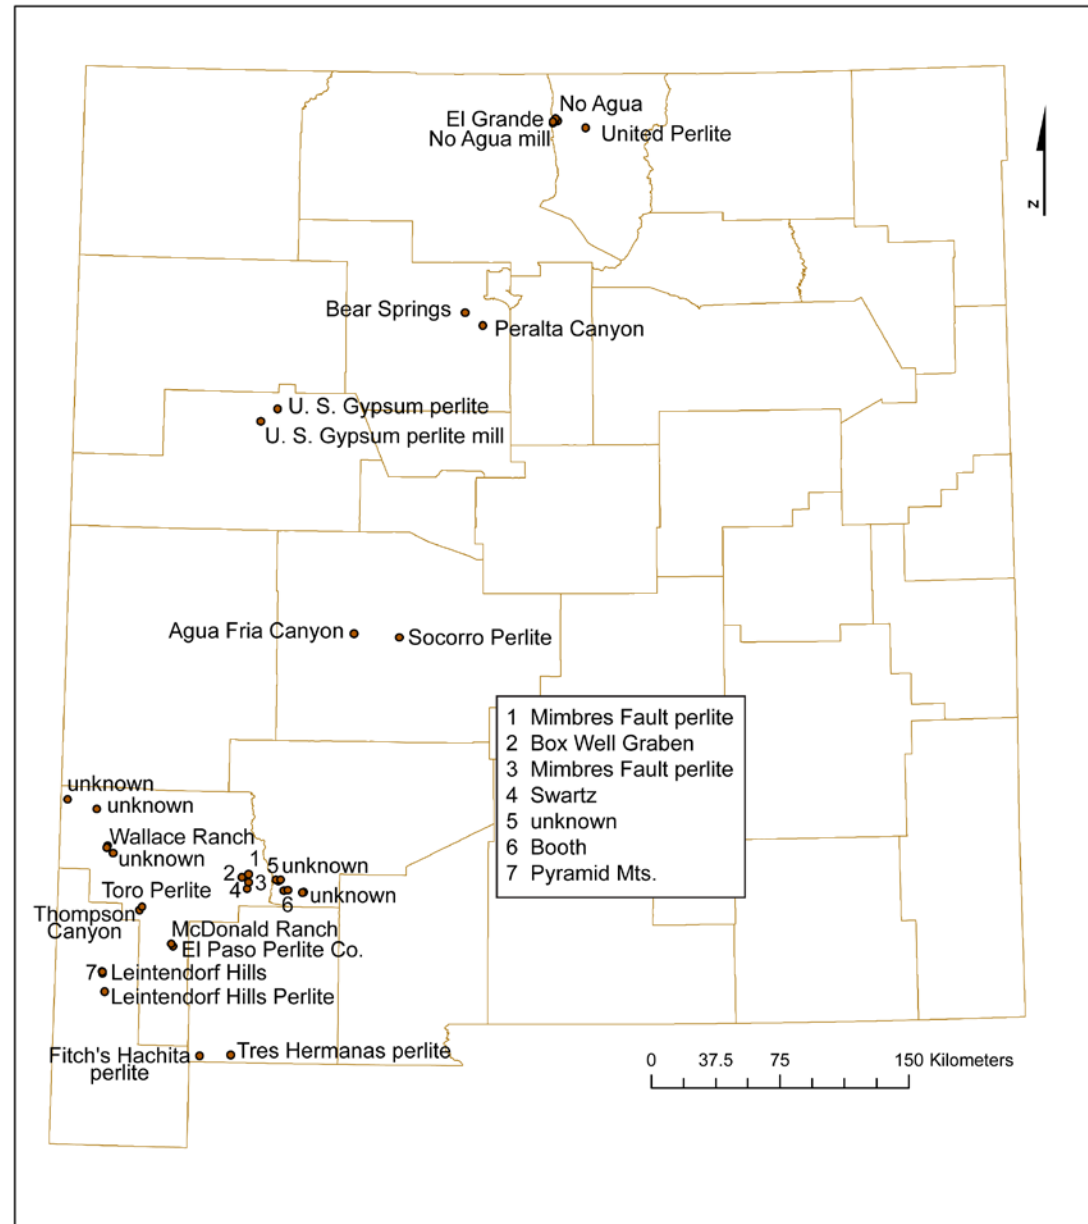 No Agua
El Grande
No Agua mill
United Perlite
N
Bear Springs
Peralta Canyon
U. S. Gypsum perlite
U. S. Gypsum perlite mill
Agua Fria Canyon
Socorro Perlite
1 Mimbres Fault perlite
2 Box Well Graben
3 Mimbres Fault perlite
4 Swartz
5 unknown
6 Booth
7 Pyramid Mts.
unknown
unknown
Wallace Ranch
unknown
1
2
3
4
5
unknown
6
unknown
Toro Perlite
Thompson
Canyon
McDonald Ranch
El Paso Perlite Co.
7
Leintendorf Hills
Leintendorf Hills Perlite
Fitch's Hachita
perlite
Tres Hermanas perlite
0 37.5 75 150 Kilometers